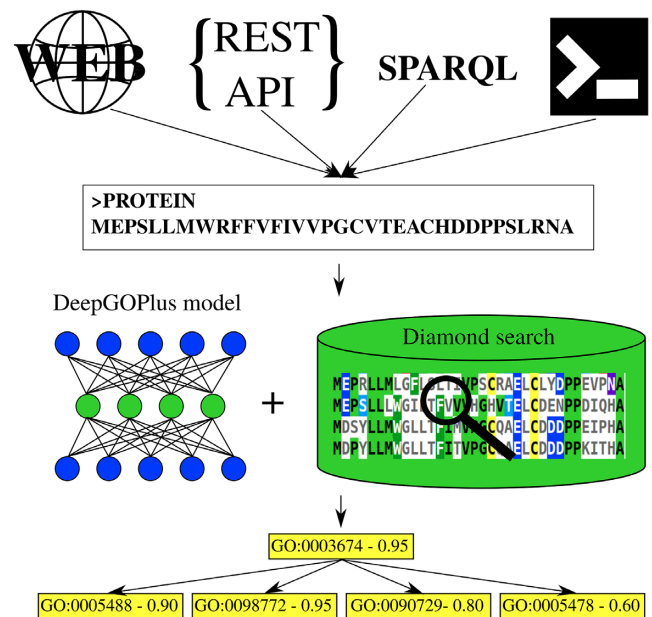 WEB
{REST
API}
SPARQL
>PROTEIN
MEPSLLMWRFFVFIVVPGCVTEACHDDPPSLRNA
DeepGOPlus model
+
Diamond search
MDPYLLMWGLLTFITVPGCQAELCDDDPPKITHA
GO:0003674 - 0.95
GO:0005488 - 0.90
GO:0098772 - 0.95
GO:0090729- 0.80
GO:0005478 - 0.60